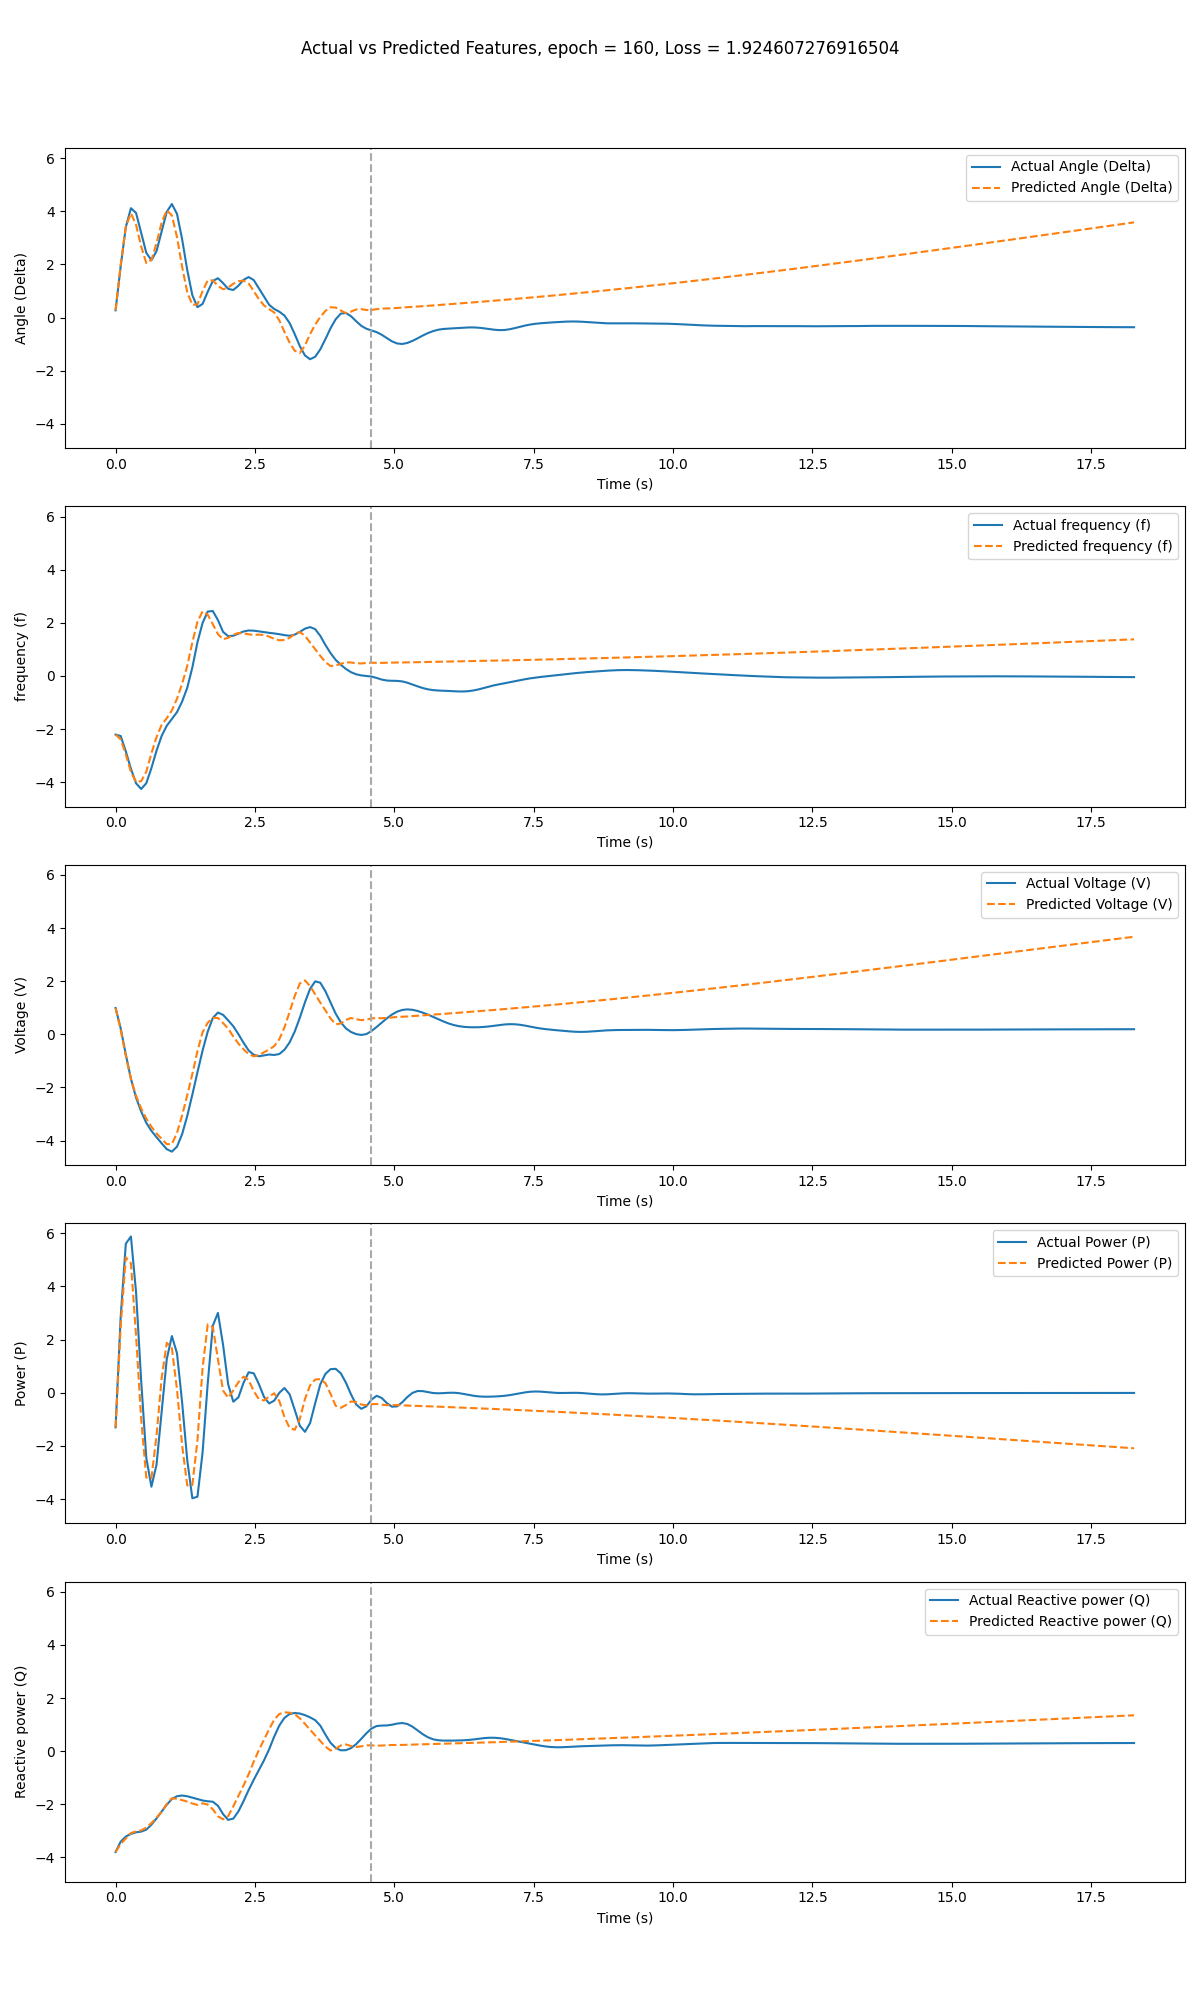 Actual vs Predicted Features, epoch = 160, Loss = 1.924607276916504
6
4
2
0
−2
−4
Angle (Delta)
Actual Angle (Delta)
Predicted Angle (Delta)
0.0 2.5 5.0 7.5 10.0 12.5 15.0 17.5
Time (s)
6
4
2
0
−2
−4
frequency (f)
Actual frequency (f)
Predicted frequency (f)
0.0 2.5 5.0 7.5 10.0 12.5 15.0 17.5
Time (s)
6
4
2
0
−2
−4
Voltage (V)
Actual Voltage (V)
Predicted Voltage (V)
0.0 2.5 5.0 7.5 10.0 12.5 15.0 17.5
Time (s)
6
4
2
0
−2
−4
Power (P)
Actual Power (P)
Predicted Power (P)
0.0 2.5 5.0 7.5 10.0 12.5 15.0 17.5
Time (s)
6
4
2
0
−2
−4
Reactive power (Q)
Actual Reactive power (Q)
Predicted Reactive power (Q)
0.0 2.5 5.0 7.5 10.0 12.5 15.0 17.5
Time (s)